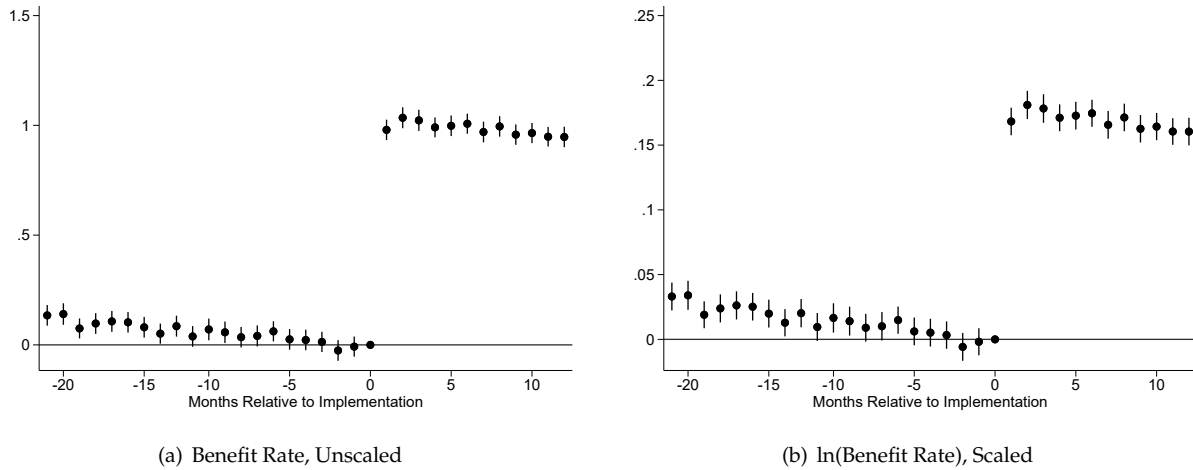 1.5
1
.5
0
-20 -15 -10 -5 0 5 10
Months Relative to Implementation
(a) Benefit Rate, Unscaled
.25
.2
.15
.1
.05
0
-20 -15 -10 -5 0 5 10
Months Relative to Implementation
(b) ln(Benefit Rate), Scaled